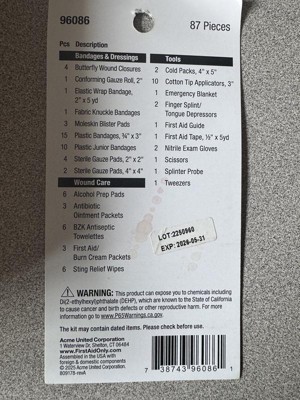 96086
87 Pieces
Pcs Description
Bandages & Dressings
4 Butterfly Wound Closures
1 Conforming Gauze Roll, 2"
1 Elastic Wrap Bandage,
2" x 5 yd
1 Fabric Knuckle Bandages
3 Moleskin Blister Pads
15 Plastic Bandages, ¾" x 3"
10 Plastic Junior Bandages
4 Sterile Gauze Pads, 2" x 2"
2 Sterile Gauze Pads, 4" x 4"
Wound Care
6 Alcohol Prep Pads
3 Antibiotic
Ointment Packets
6 BZK Antiseptic
Towelettes
3 First Aid/
Burn Cream Packets
6 Sting Relief Wipes
Tools
2 Cold Packs, 4" x 5"
10 Cotton Tip Applicators, 3"
1 Emergency Blanket
2 Finger Splint/
Tongue Depressors
1 First Aid Guide
1 First Aid Tape, ½" x 5yd
2 Nitrile Exam Gloves
1 Scissors
1 Splinter Probe
1 Tweezers
LOT:2260960
EXP: 2026-05-31
WARNING: This product can expose you to chemicals including
Di(2-ethylhexyl)phthalate (DEHP), which are known to the State of California
to cause cancer and birth defects or other reproductive harm. For more
information go to www.P65Warnings.ca.gov.
The kit may contain dated items. Please check before use.
Acme United Corporation
1 Waterview Dr., Shelton, CT 06484
www.FirstAidOnly.com
Assembled in the USA with
foreign & domestic components
© 2025 Acme United Corporation.
809178-revA
7 38743 96086 1